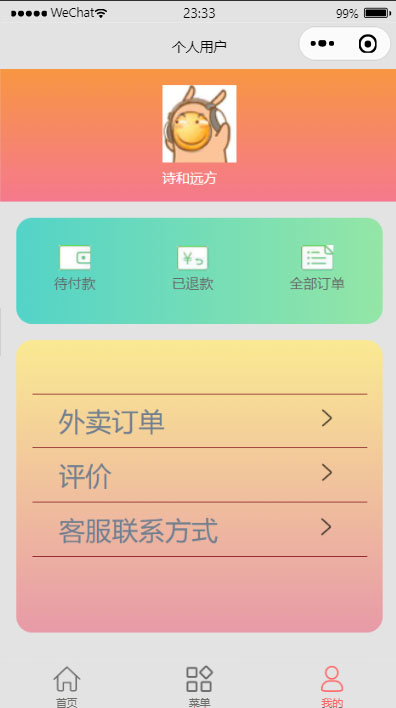 WeChat 23:33 99%
个人用户
诗和远方
待付款 已退款 全部订单
外卖订单
评价
客服联系方式
首页 菜单 我的